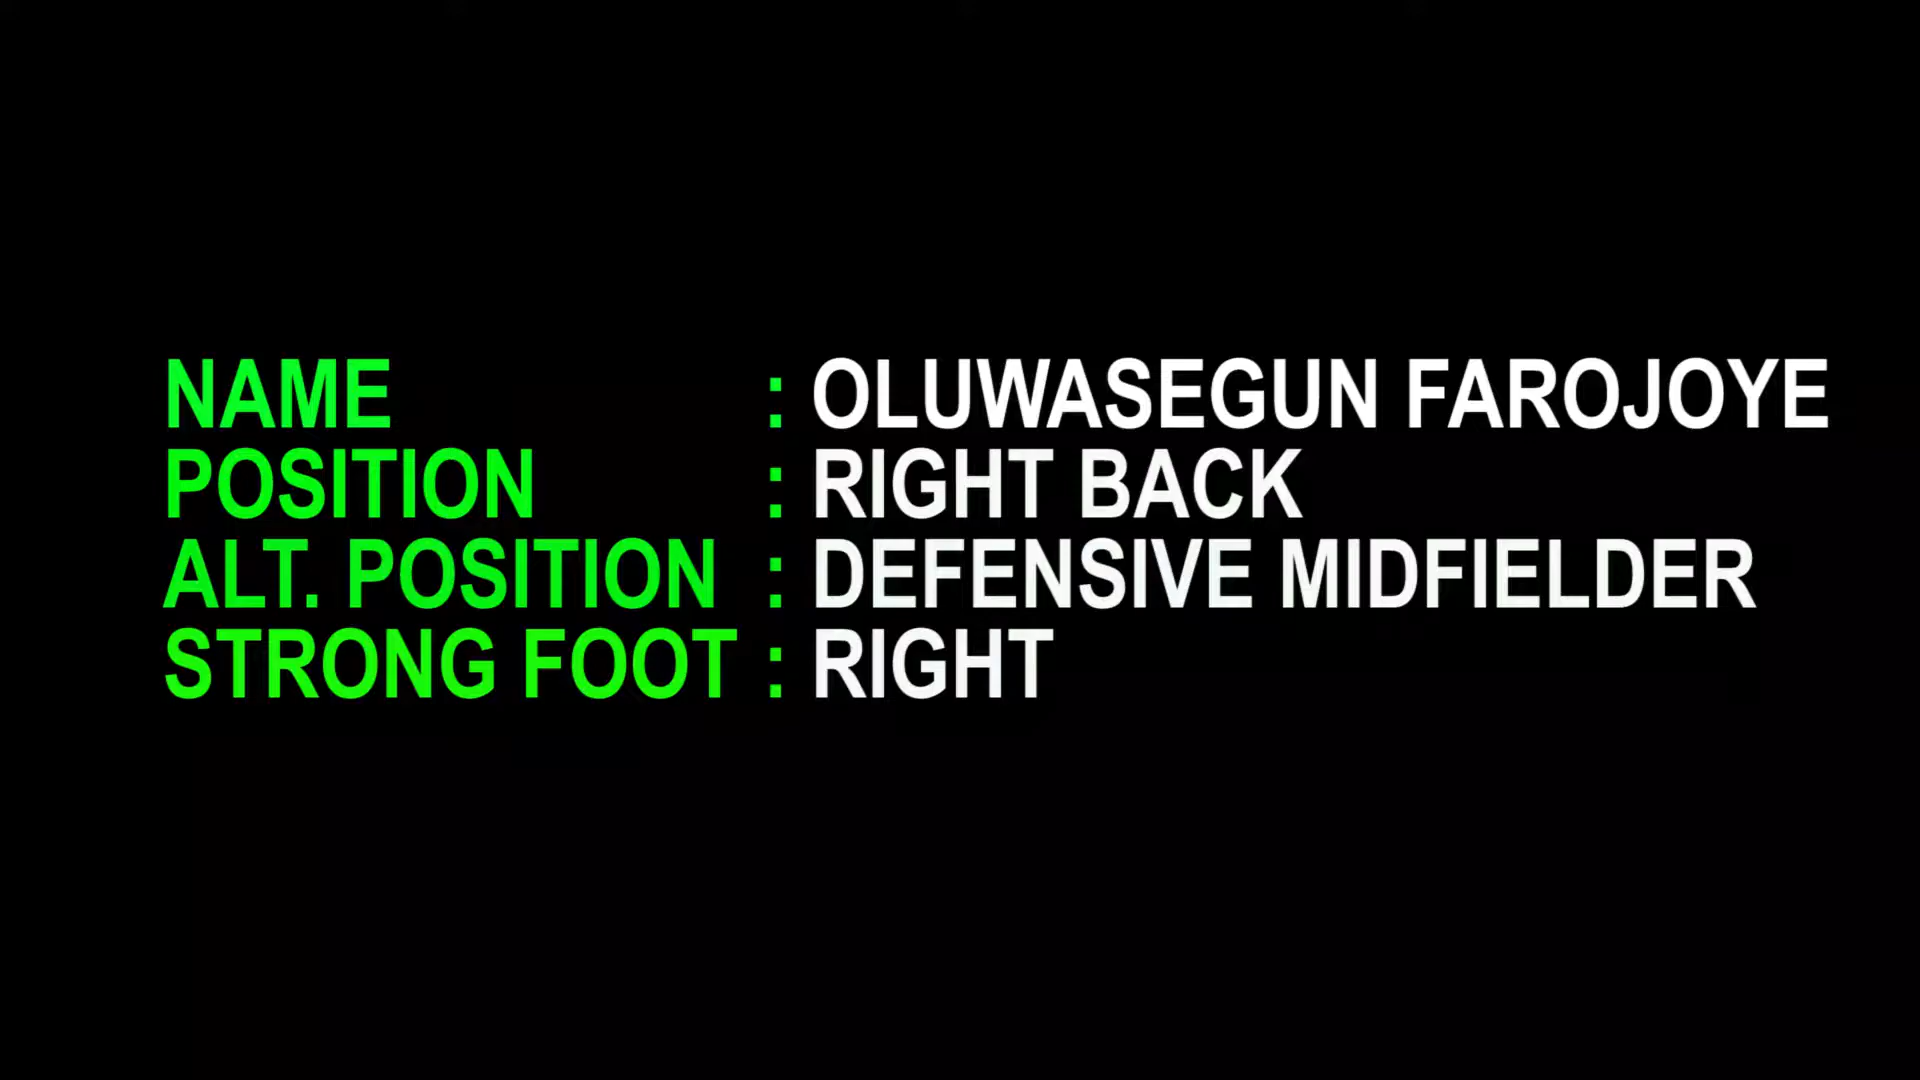 NAME : OLUWASEGUN FAROJOYE
POSITION : RIGHT BACK
ALT. POSITION : DEFENSIVE MIDFIELDER
STRONG FOOT : RIGHT